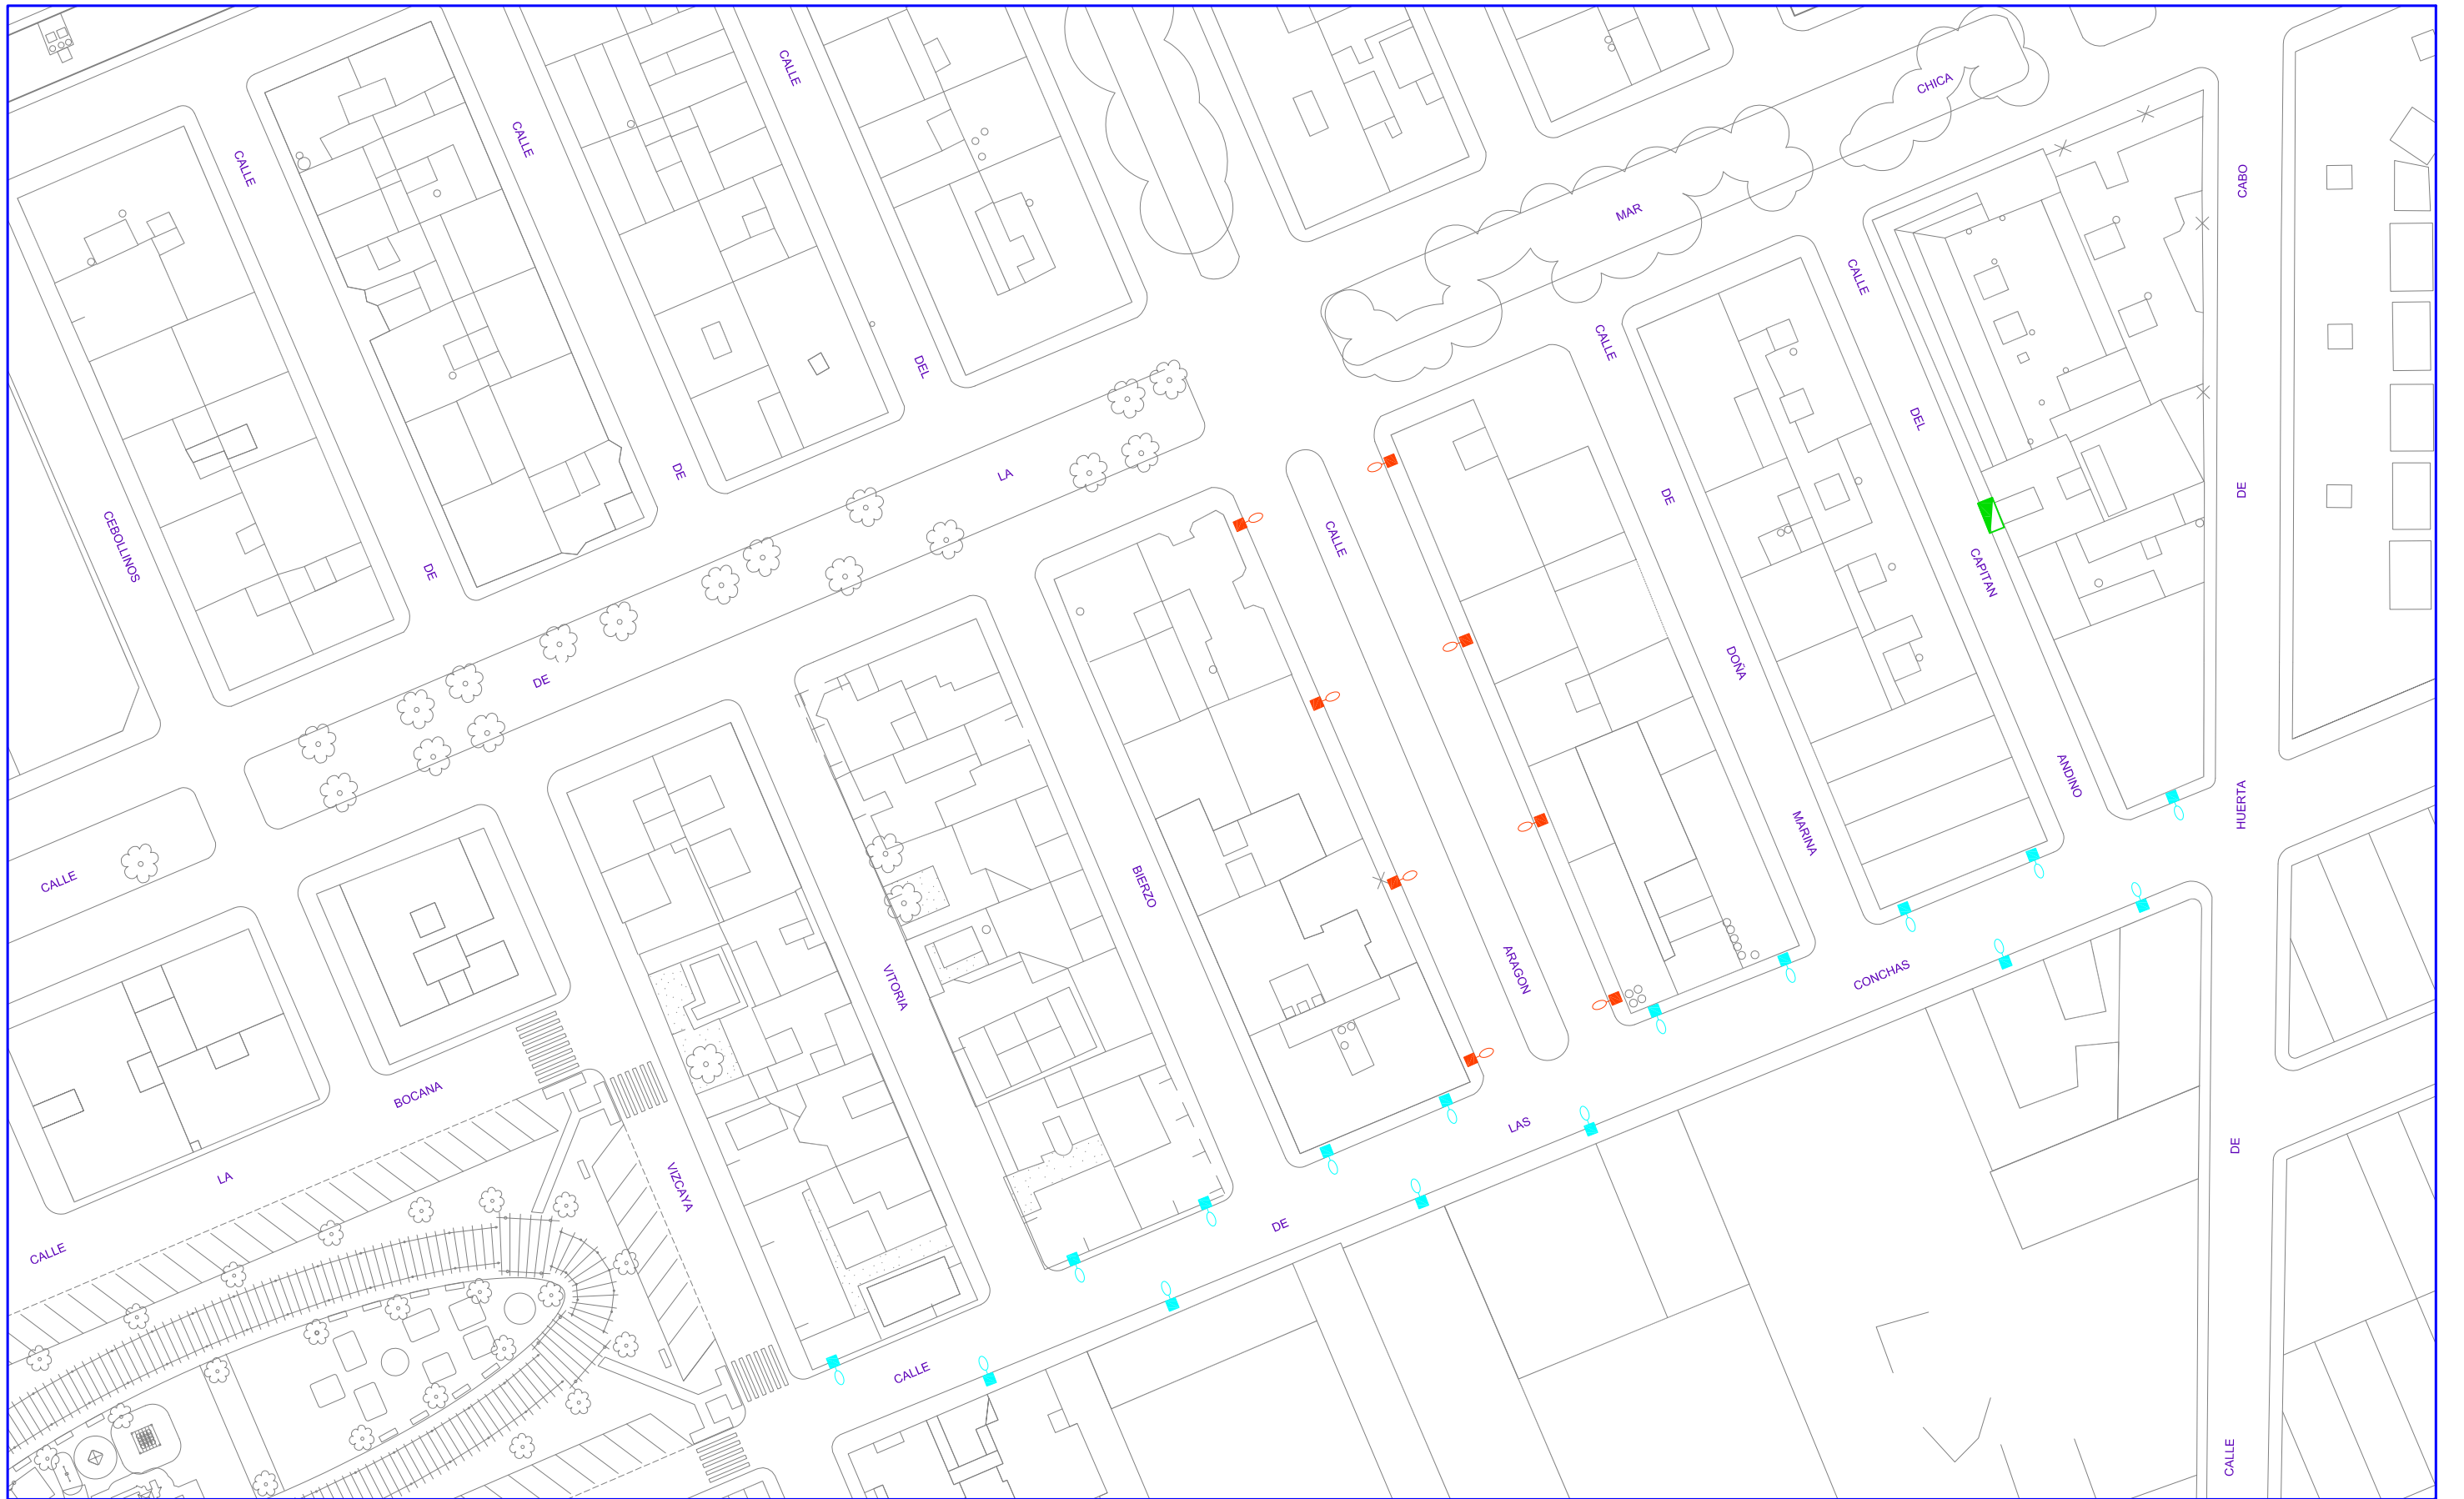 CALLE
CHICA
CALLE
CALLE
CABO
MAR
CALLE
CALLE
DEL
DEL
DE
LA
DE
DE
CALLE
CEBOLLINOS
DE
CAPITAN
DOÑA
DE
ANDINO
HUERTA
MARINA
CALLE
BIERZO
ARAGON
CONCHAS
VITORIA
BOCANA
LAS
DE
LA
VIZCAYA
DE
CALLE
CALLE
CALLE